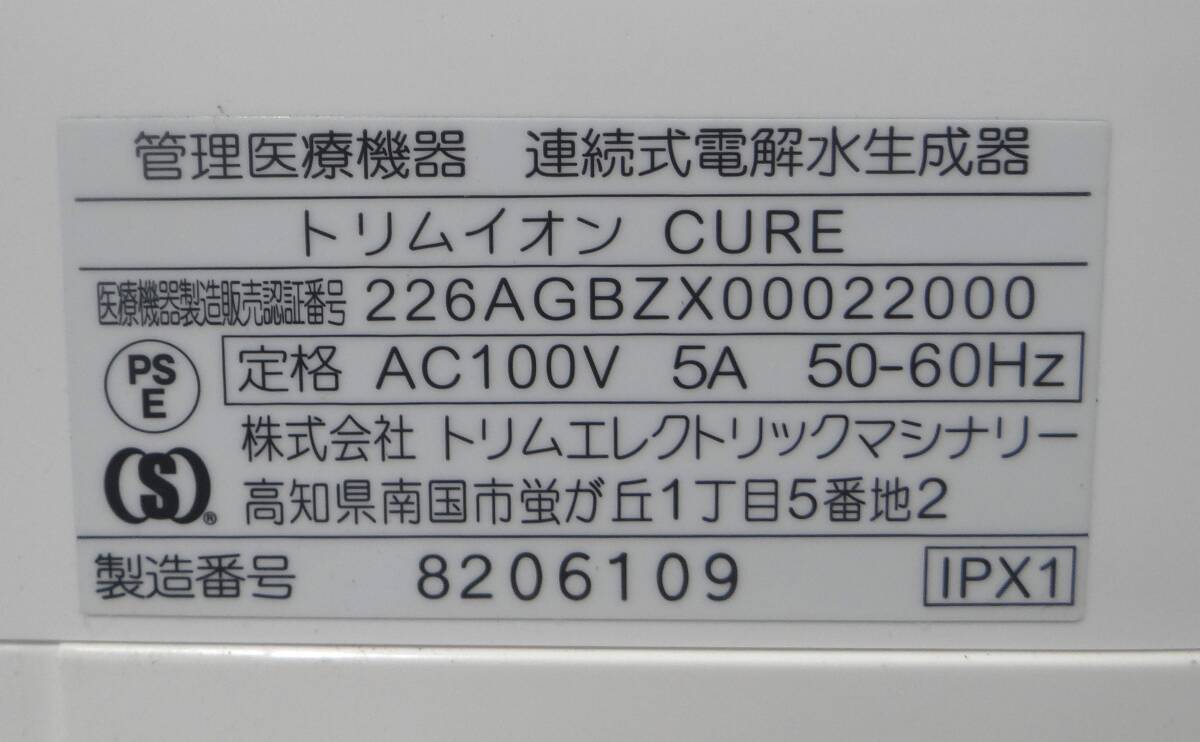 管理医療機器 連続式電解水生成器
トリムイオン CURE
医療機器製造販売認証番号 226AGBZX00022000
PS
E
定格 AC100V 5A 50-60Hz
株式会社 トリムエレクトリックマシナリー
(S)®
高知県南国市蛍が丘1丁目5番地2
製造番号 8206109 IPX1